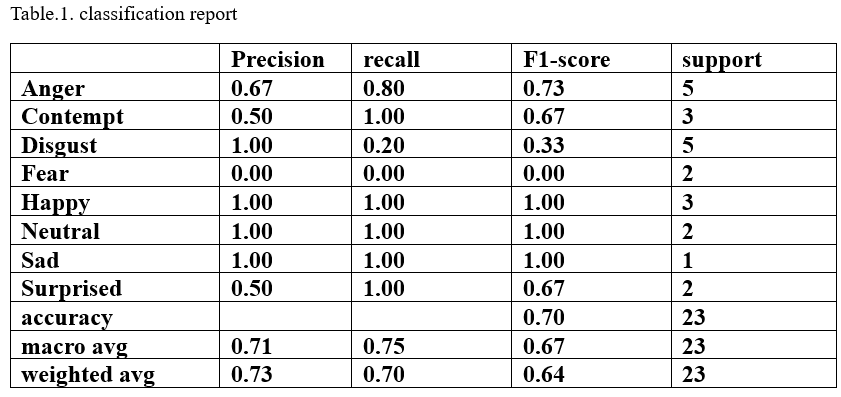 Table.1. classification report
Precision recall F1-score support
Anger 0.67 0.80 0.73 5
Contempt 0.50 1.00 0.67 3
Disgust 1.00 0.20 0.33 5
Fear 0.00 0.00 0.00 2
Happy 1.00 1.00 1.00 3
Neutral 1.00 1.00 1.00 2
Sad 1.00 1.00 1.00 1
Surprised 0.50 1.00 0.67 2
accuracy 0.70 23
macro avg 0.71 0.75 0.67 23
weighted avg 0.73 0.70 0.64 23